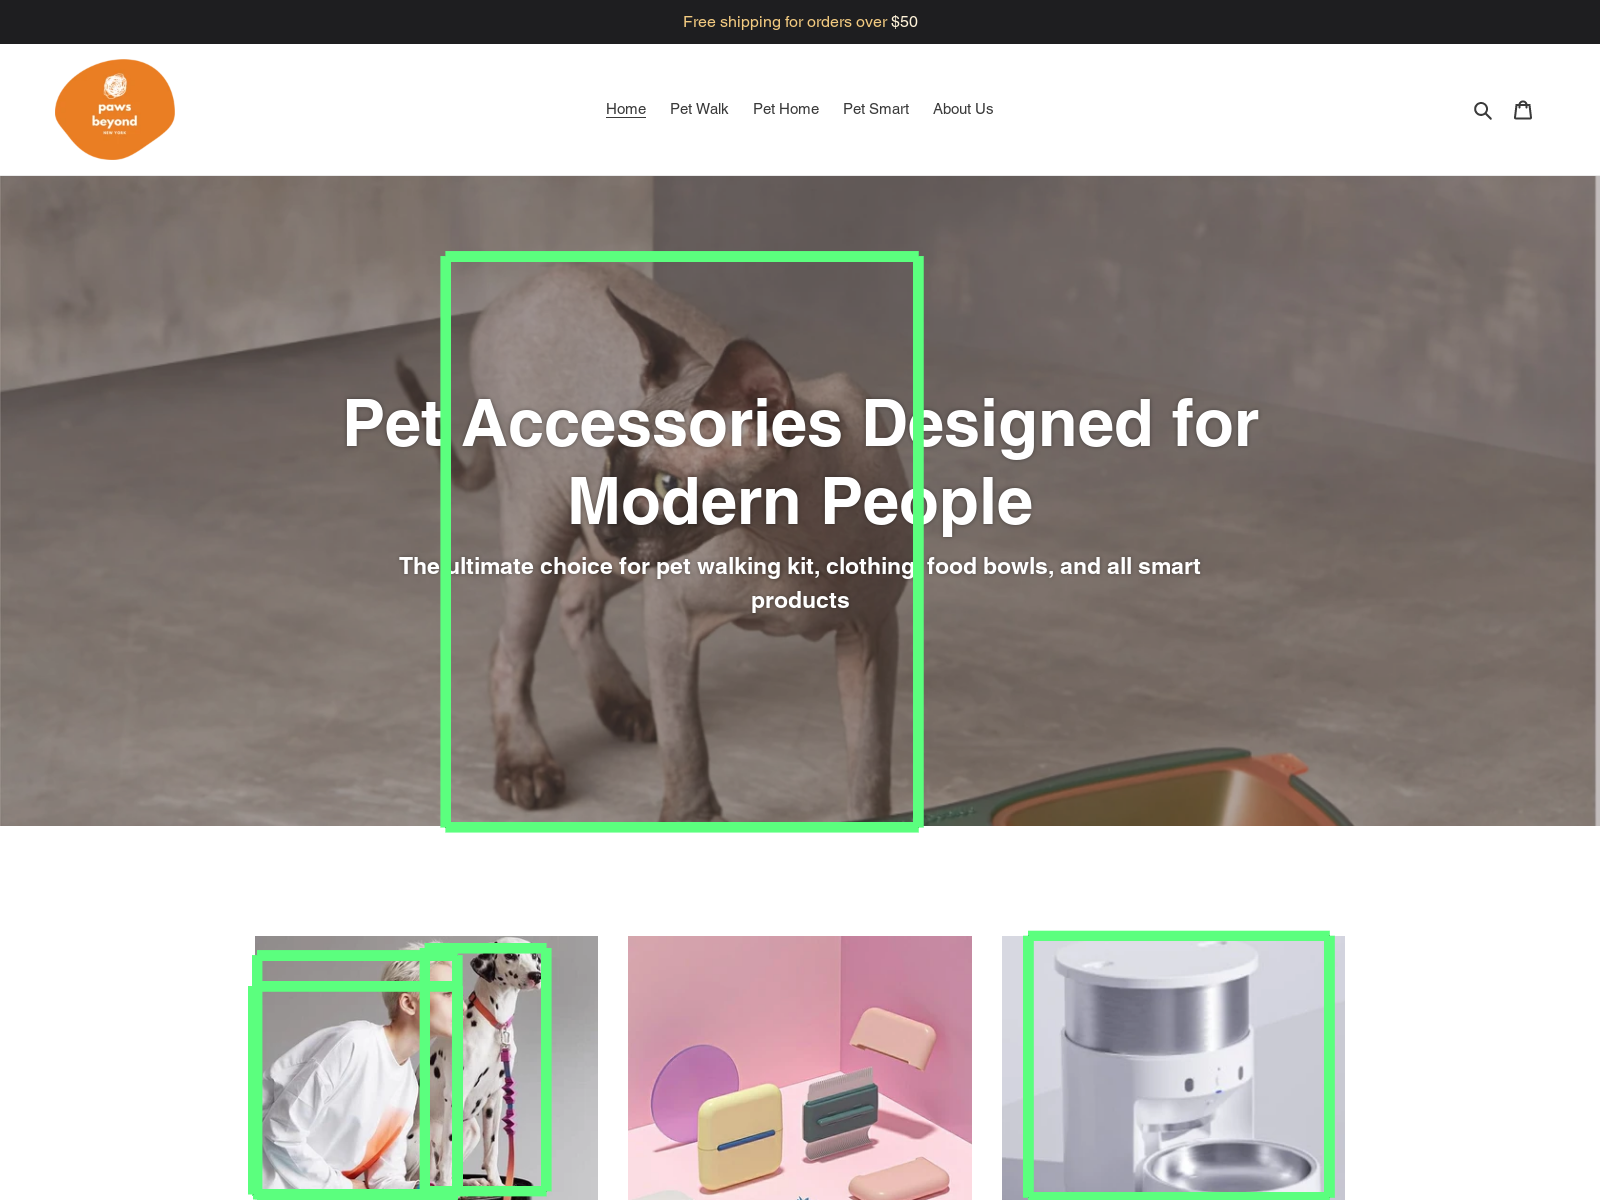 Free shipping for orders over $50
paws
beyond
NEW YORK
Home Pet Walk Pet Home Pet Smart About Us
Pet Accessories Designed for
Modern People
The ultimate choice for pet walking kit, clothing, food bowls, and all smart
products